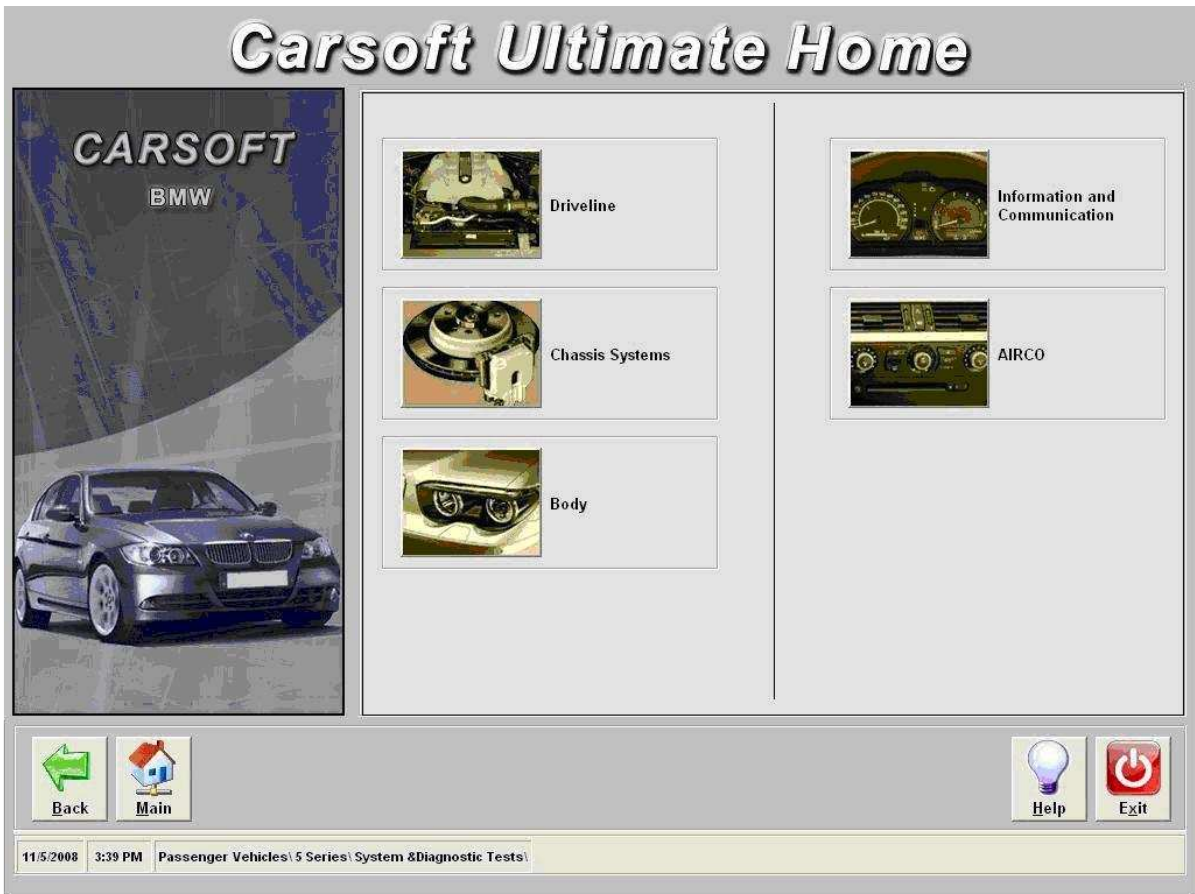 Carsoft Ultimate Home
CARSOFT
BMW
Driveline
Chassis Systems
Body
Information and
Communication
AIRCO
Back
Main
Help
Exit
11/5/2008
3:39 PM
Passenger Vehicles\5 Series\System &Diagnostic Tests\